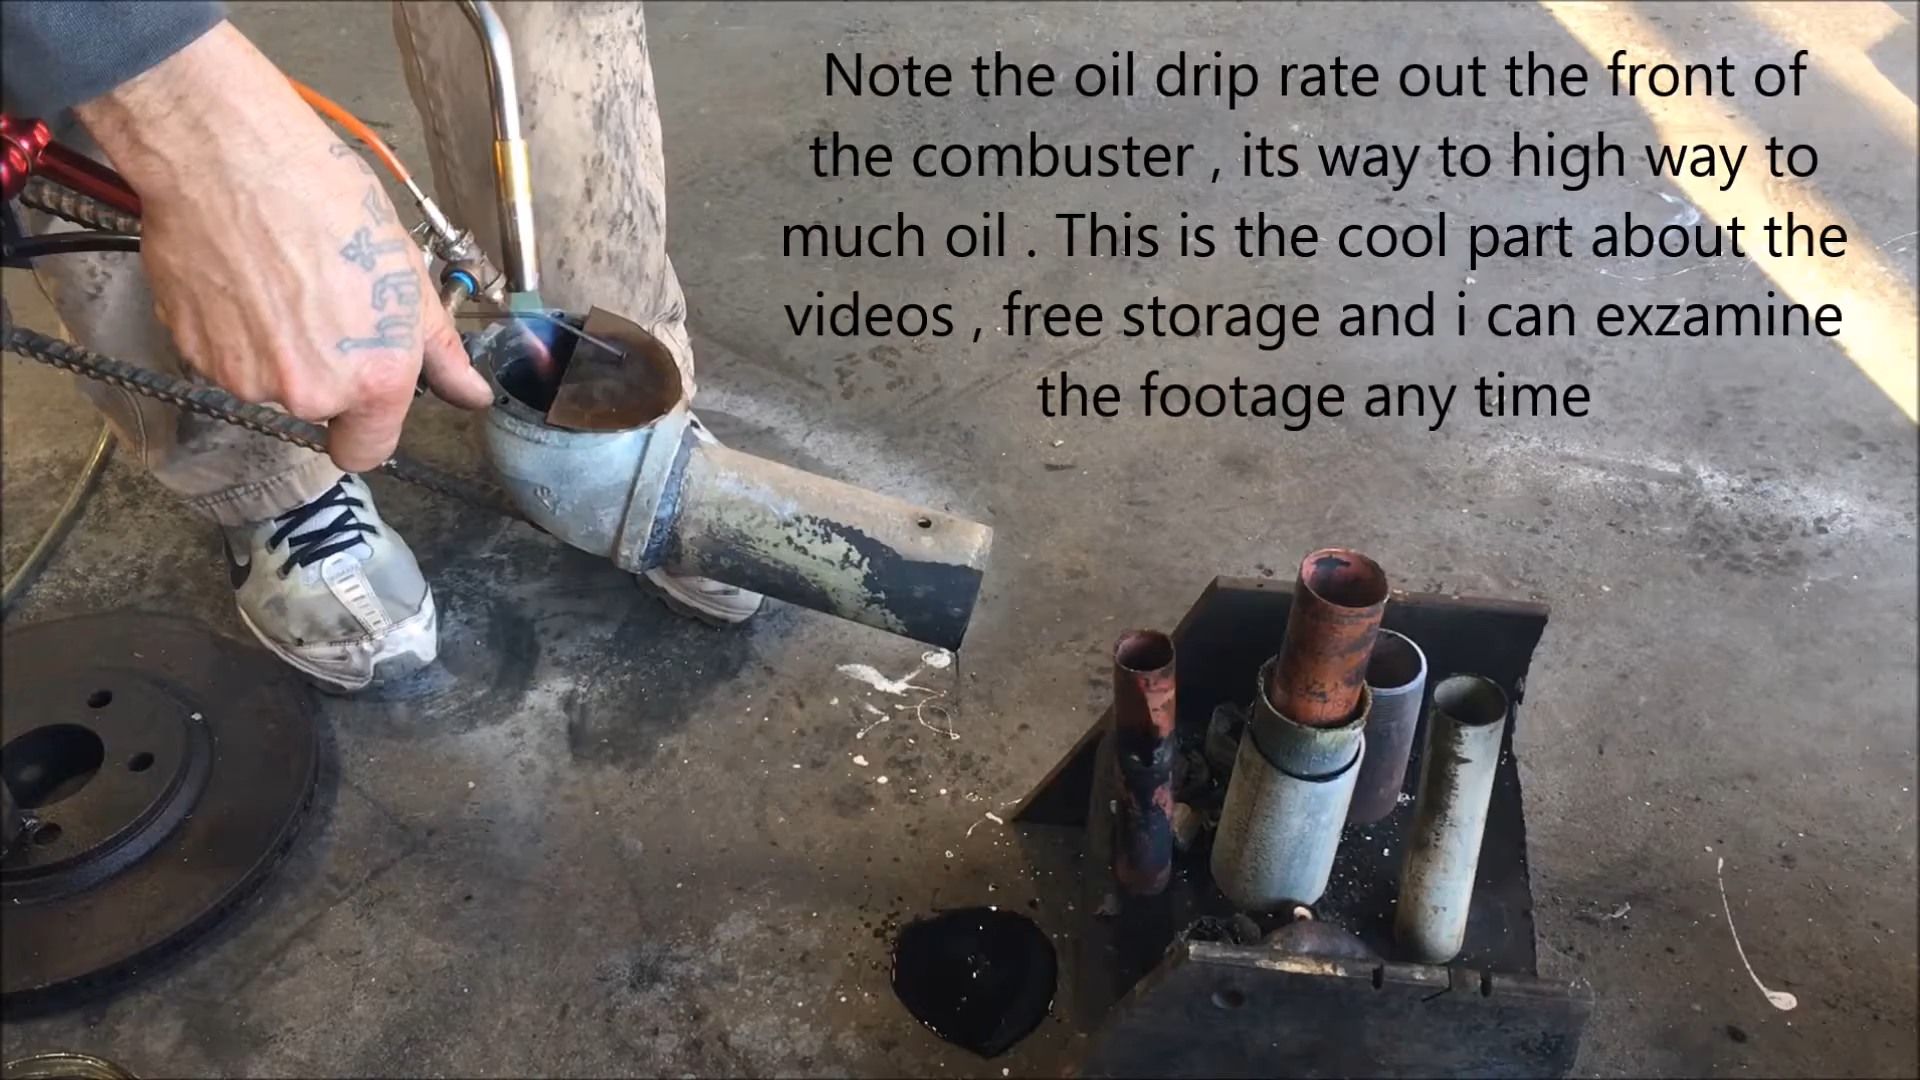 Note the oil drip rate out the front of
the combuster , its way to high way to
much oil . This is the cool part about the
videos , free storage and i can exzamine
the footage any time
CHINA